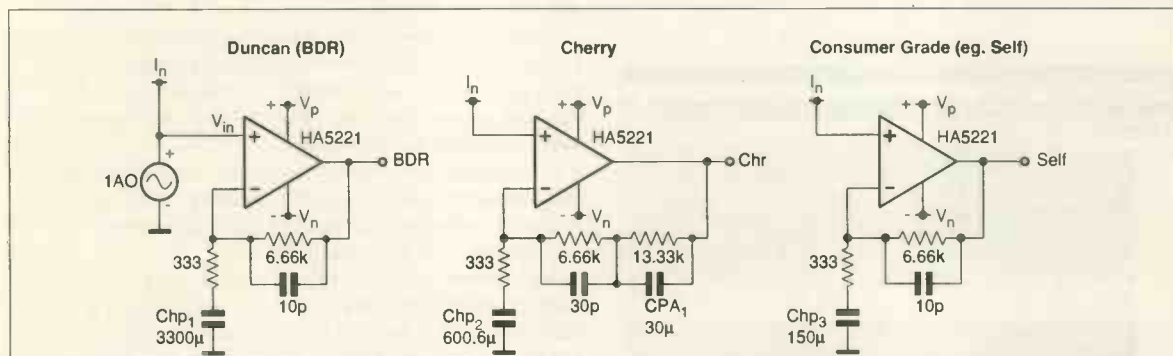 Duncan (BDR)
In
Vin
+
-
1AO
+
-
+ Vp
HA5221
- Vn
BDR
333
6.66k
10p
Chp1
3300µ
Cherry
In
+
-
+ Vp
HA5221
- Vn
Chr
333
6.66k
13.33k
30p
CPA1
30µ
Chp2
600.6µ
Consumer Grade (eg. Self)
In
+
-
+ Vp
HA5221
- Vn
Self
333
6.66k
10p
Chp3
150µ